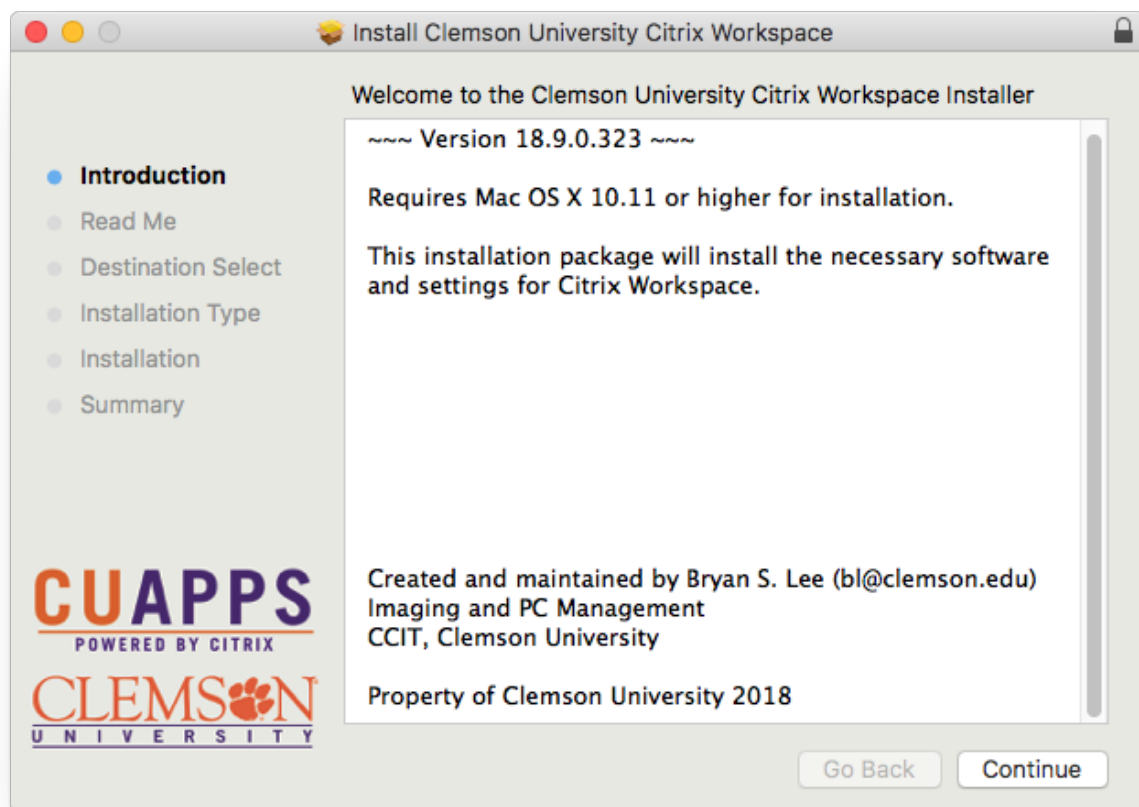 Install Clemson University Citrix Workspace
Welcome to the Clemson University Citrix Workspace Installer
Introduction
Read Me
Destination Select
Installation Type
Installation
Summary
~~~ Version 18.9.0.323 ~~~
Requires Mac OS X 10.11 or higher for installation.
This installation package will install the necessary software
and settings for Citrix Workspace.
Created and maintained by Bryan S. Lee (bl@clemson.edu)
Imaging and PC Management
CCIT, Clemson University
Property of Clemson University 2018
CUAPPS
POWERED BY CITRIX
CLEMSON
UNIVERSITY
Go Back
Continue